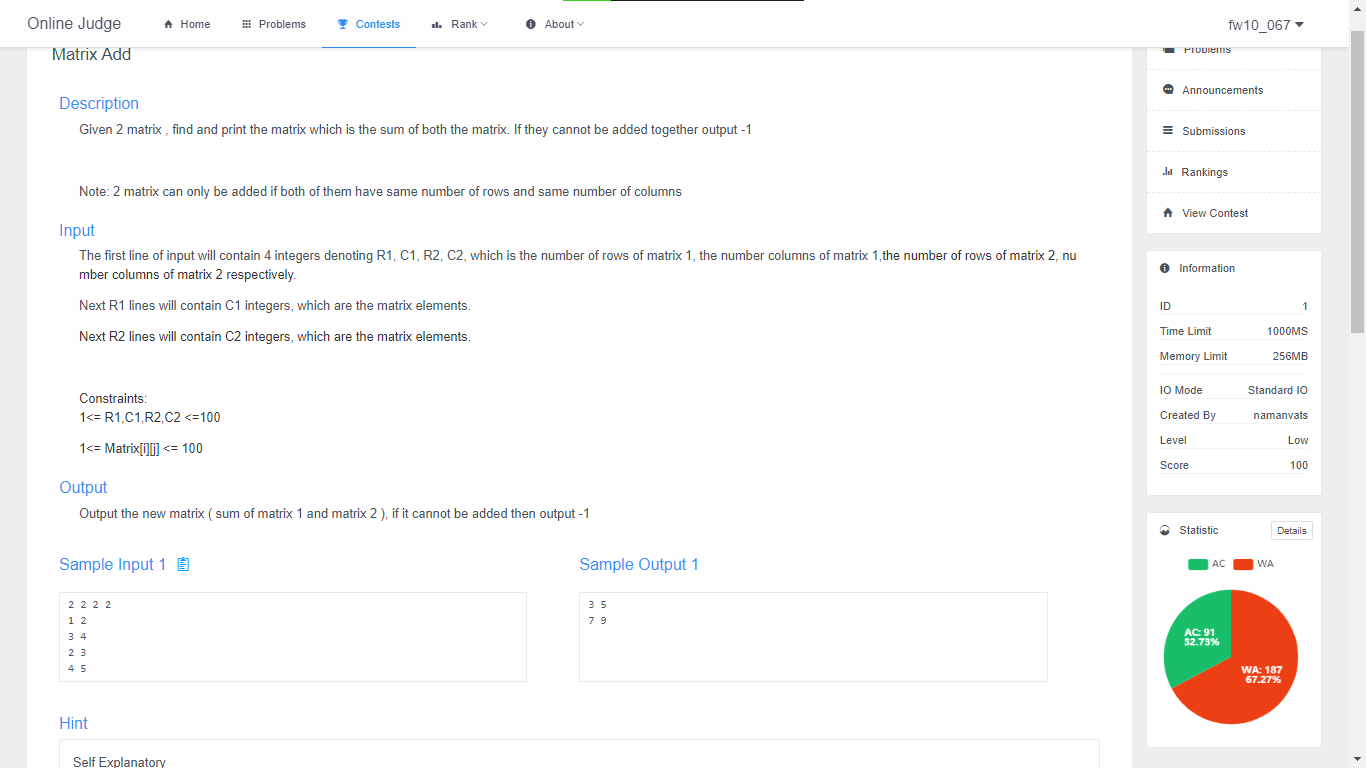 Online Judge
Home
Problems
Contests
Rank
About
fw10_067
Matrix Add
Description
Given 2 matrix , find and print the matrix which is the sum of both the matrix. If they cannot be added together output -1
Note: 2 matrix can only be added if both of them have same number of rows and same number of columns
Input
The first line of input will contain 4 integers denoting R1, C1, R2, C2, which is the number of rows of matrix 1, the number columns of matrix 1,the number of rows of matrix 2, nu
mber columns of matrix 2 respectively.
Next R1 lines will contain C1 integers, which are the matrix elements.
Next R2 lines will contain C2 integers, which are the matrix elements.
Constraints:
1<= R1,C1,R2,C2 <=100
1<= Matrix[i][j] <= 100
Output
Output the new matrix ( sum of matrix 1 and matrix 2 ), if it cannot be added then output -1
Sample Input 1
2 2 2 2
1 2
3 4
2 3
4 5
Sample Output 1
3 5
7 9
Hint
Self Explanatory
Problems
Announcements
Submissions
Rankings
View Contest
Information
ID 1
Time Limit 1000MS
Memory Limit 256MB
IO Mode Standard IO
Created By namanvats
Level Low
Score 100
Statistic Details
AC WA
AC: 91
32.73%
WA: 187
67.27%